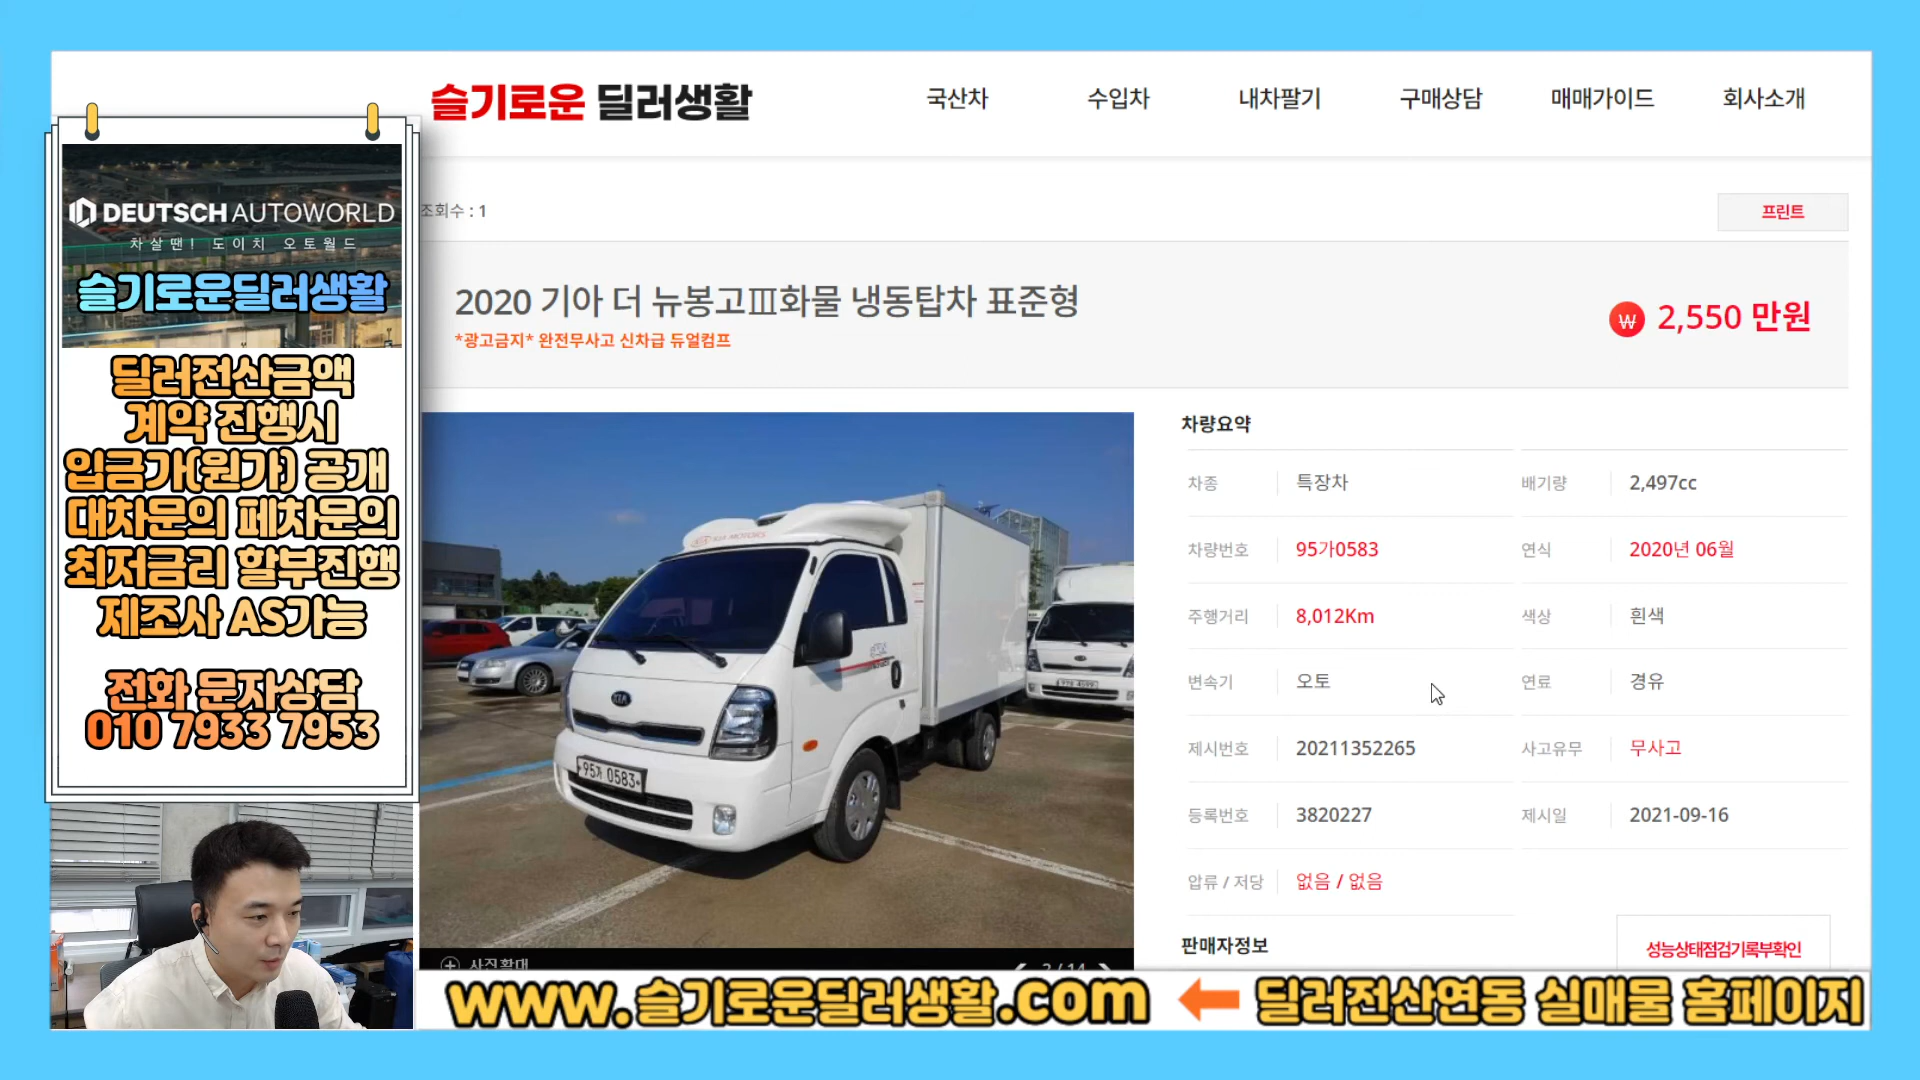 슬기로운 딜러생활
국산차
수입차
내차팔기
구매상담
매매가이드
회사소개
DEUTSCH AUTOWORLD
차살땐! 도이치 오토월드
슬기로운딜러생활
딜러전산금액
계약 진행시
입금가(원가) 공개
대차문의 폐차문의
최저금리 할부진행
제조사 AS가능
전화 문자상담
010 7933 7953
조회수 : 1
프린트
2020 기아 더 뉴봉고Ⅲ화물 냉동탑차 표준형
*광고금지* 완전무사고 신차급 듀얼컴프
₩ 2,550 만원
KIA MOTORS
KIA
95가 0583
사진확대
2 / 14
차량요약
차종 특장차 배기량 2,497cc
차량번호 95가0583 연식 2020년 06월
주행거리 8,012Km 색상 흰색
변속기 오토 연료 경유
제시번호 20211352265 사고유무 무사고
등록번호 3820227 제시일 2021-09-16
압류 / 저당 없음 / 없음
판매자정보
성능상태점검기록부확인
www.슬기로운딜러생활.com
딜러전산연동 실매물 홈페이지